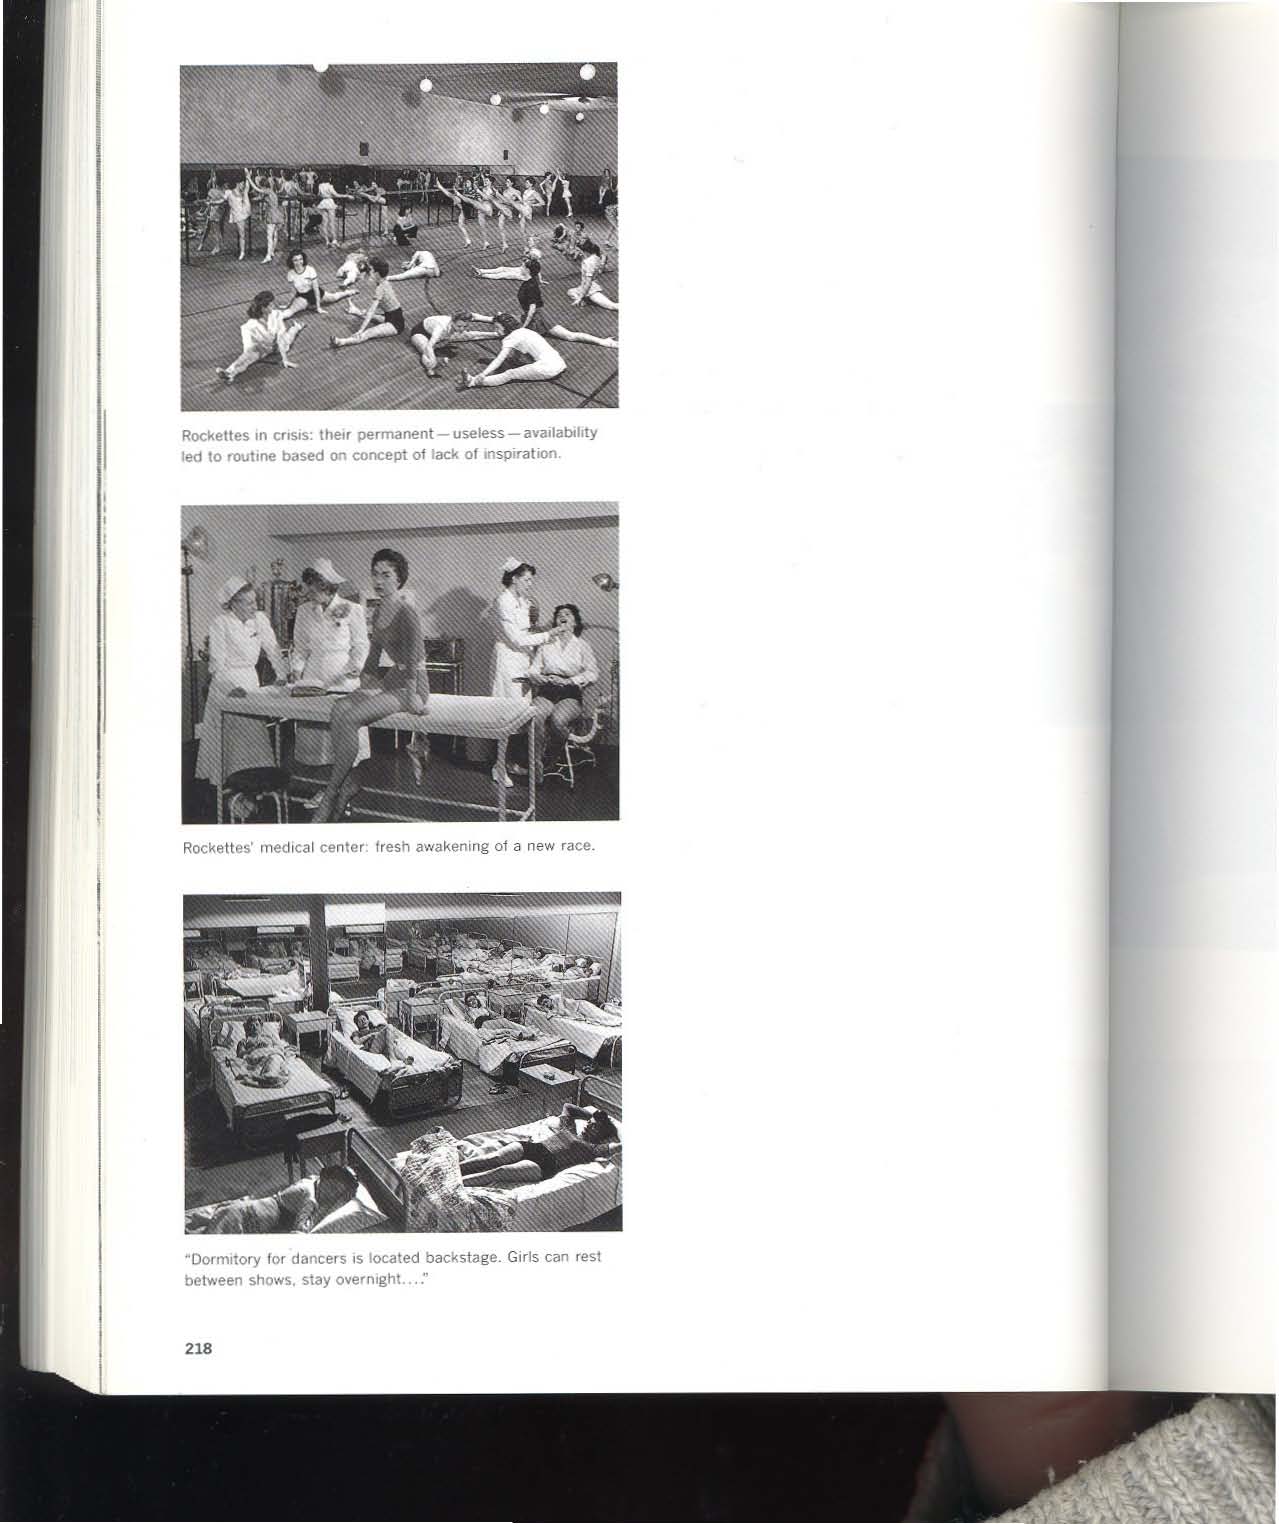 Rockettes in crisis: their permanent—useless—availability
led to routine based on concept of lack of inspiration.
Rockettes' medical center: fresh awakening of a new race.
"Dormitory for dancers is located backstage. Girls can rest
between shows, stay overnight...."
218